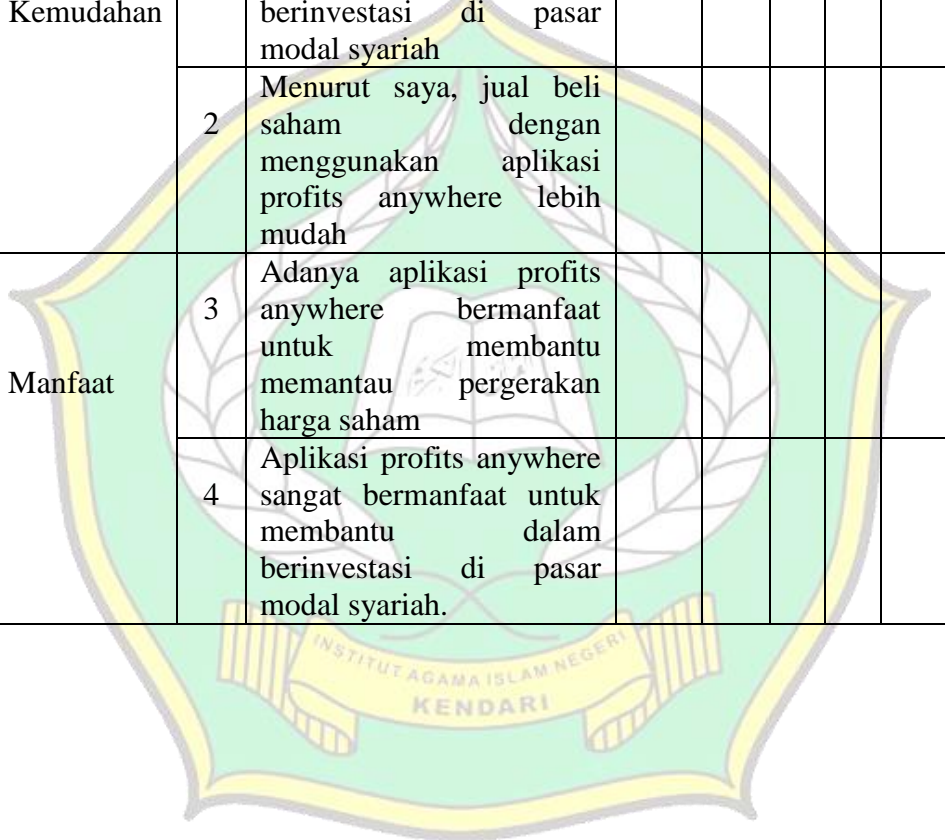 Kemudahan
berinvestasi di pasar
modal syariah
2
Menurut saya, jual beli
saham dengan
menggunakan aplikasi
profits anywhere lebih
mudah
Manfaat
3
Adanya aplikasi profits
anywhere bermanfaat
untuk membantu
memantau pergerakan
harga saham
4
Aplikasi profits anywhere
sangat bermanfaat untuk
membantu dalam
berinvestasi di pasar
modal syariah.
INSTITUT AGAMA ISLAM NEGERI
KENDARI